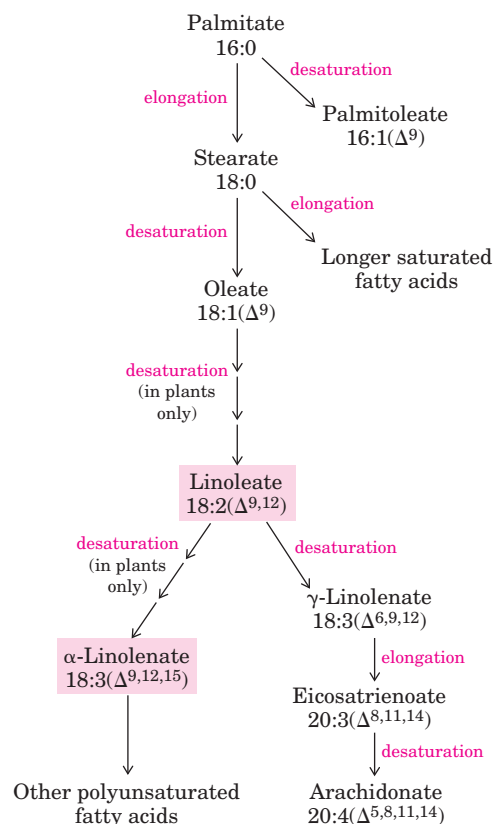 Palmitate
16:0
desaturation
elongation
Palmitoleate
16:1(Δ⁹)
Stearate
18:0
elongation
desaturation
Longer saturated
fatty acids
Oleate
18:1(Δ⁹)
desaturation
(in plants
only)
Linoleate
18:2(Δ⁹,¹²)
desaturation
(in plants
only)
desaturation
γ-Linolenate
18:3(Δ⁶,⁹,¹²)
α-Linolenate
18:3(Δ⁹,¹²,¹⁵)
elongation
Eicosatrienoate
20:3(Δ⁸,¹¹,¹⁴)
desaturation
Other polyunsaturated
fatty acids
Arachidonate
20:4(Δ⁵,⁸,¹¹,¹⁴)